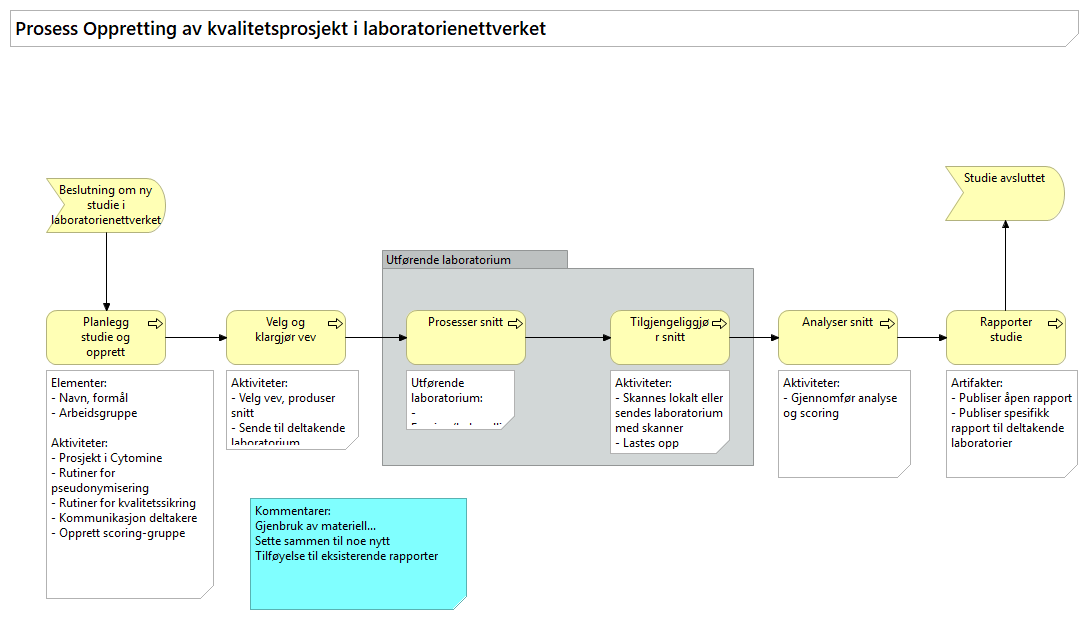 Prosess Oppretting av kvalitetsprosjekt i laboratorienettverket
Beslutning om ny
studie i
laboratorienettverket
Studie avsluttet
Utførende laboratorium
Planlegg
studie og
opprett
Velg og
klargjør vev
Prosesser snitt
Tilgjengeliggjø
r snitt
Analyser snitt
Rapporter
studie
Elementer:
- Navn, formål
- Arbeidsgruppe
Aktiviteter:
- Prosjekt i Cytomine
- Rutiner for
pseudonymisering
- Rutiner for kvalitetssikring
- Kommunikasjon deltakere
- Opprett scoring-gruppe
Aktiviteter:
- Velg vev, produser
snitt
- Sende til deltakende
laboratorium
Utførende
laboratorium:
-
Aktiviteter:
- Skannes lokalt eller
sendes laboratorium
med skanner
- Lastes opp
Aktiviteter:
- Gjennomfør analyse
og scoring
Artifakter:
- Publiser åpen rapport
- Publiser spesifikk
rapport til deltakende
laboratorier
Kommentarer:
Gjenbruk av materiell...
Sette sammen til noe nytt
Tilføyelse til eksisterende rapporter